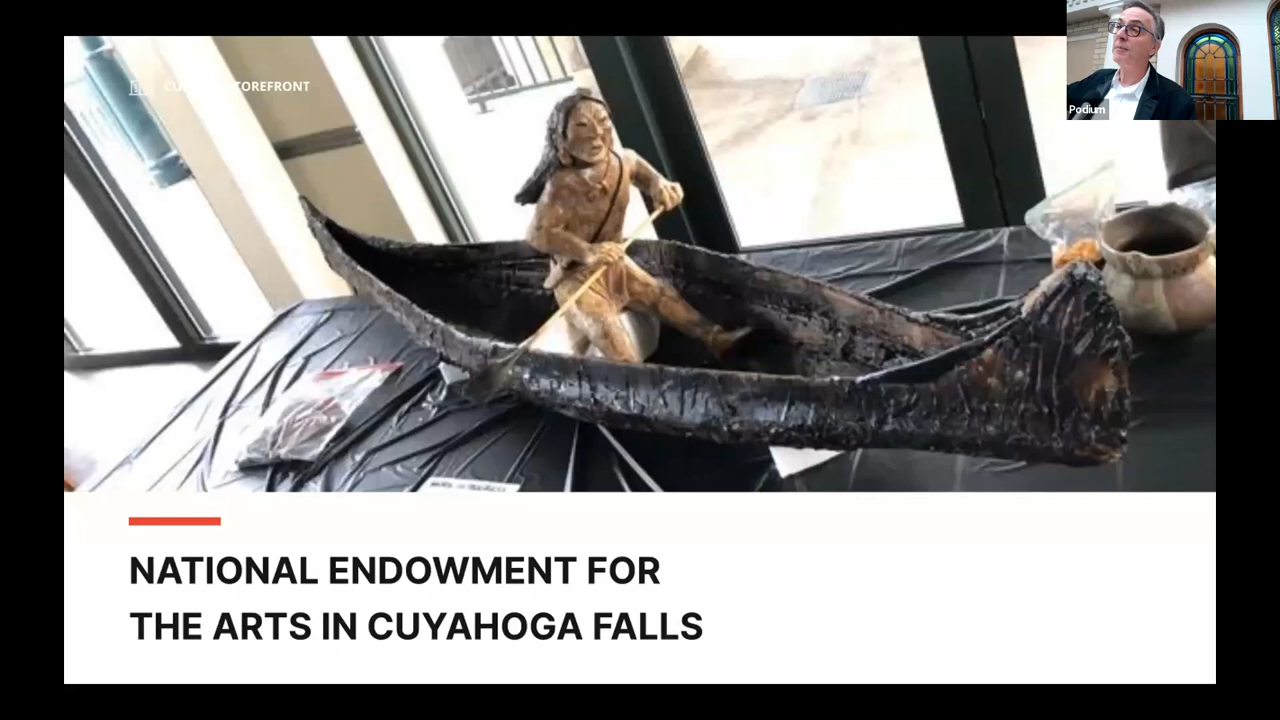 TOREFRONT
Podium
NATIONAL ENDOWMENT FOR
THE ARTS IN CUYAHOGA FALLS